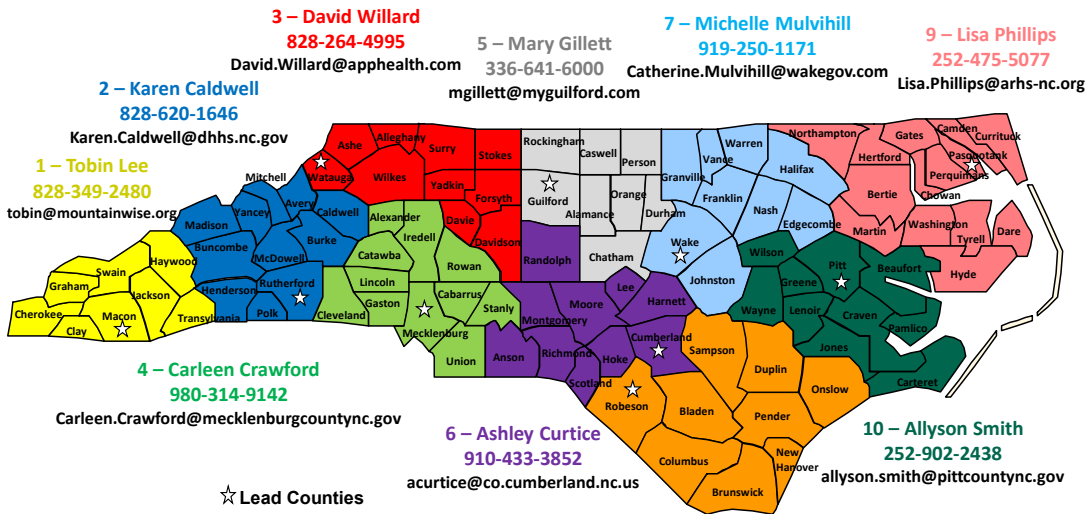 3 – David Willard
828-264-4995
David.Willard@apphealth.com
5 – Mary Gillett
336-641-6000
mgillett@myguilford.com
7 – Michelle Mulvihill
919-250-1171
Catherine.Mulvihill@wakegov.com
9 – Lisa Phillips
252-475-5077
Lisa.Phillips@arhs-nc.org
2 – Karen Caldwell
828-620-1646
Karen.Caldwell@dhhs.nc.gov
1 – Tobin Lee
828-349-2480
tobin@mountainwise.org
Cherokee
Graham
Swain
Clay
Macon
Jackson
Haywood
Transylvania
Madison
Mitchell
Yancey
Avery
Caldwell
Buncombe
McDowell
Burke
Henderson
Rutherford
Polk
Ashe
Alleghany
Surry
Stokes
Watauga
Wilkes
Yadkin
Forsyth
Davie
Davidson
Alexander
Iredell
Catawba
Rowan
Lincoln
Cleveland
Gaston
Cabarrus
Stanly
Mecklenburg
Union
Rockingham
Caswell
Person
Guilford
Alamance
Orange
Durham
Chatham
Randolph
Moore
Lee
Harnett
Montgomery
Cumberland
Anson
Richmond
Hoke
Scotland
Granville
Vance
Warren
Halifax
Franklin
Nash
Edgecombe
Wake
Johnston
Northampton
Gates
Camden
Currituck
Hertford
Pasquotank
Perquimans
Chowan
Bertie
Martin
Washington
Tyrell
Dare
Hyde
Wilson
Pitt
Beaufort
Greene
Wayne
Lenoir
Craven
Pamlico
Jones
Carteret
Sampson
Duplin
Onslow
Robeson
Bladen
Pender
Columbus
New
Hanover
Brunswick
4 – Carleen Crawford
980-314-9142
Carleen.Crawford@mecklenburgcountync.gov
6 – Ashley Curtice
910-433-3852
acurtice@co.cumberland.nc.us
10 – Allyson Smith
252-902-2438
allyson.smith@pittcountync.gov
Lead Counties